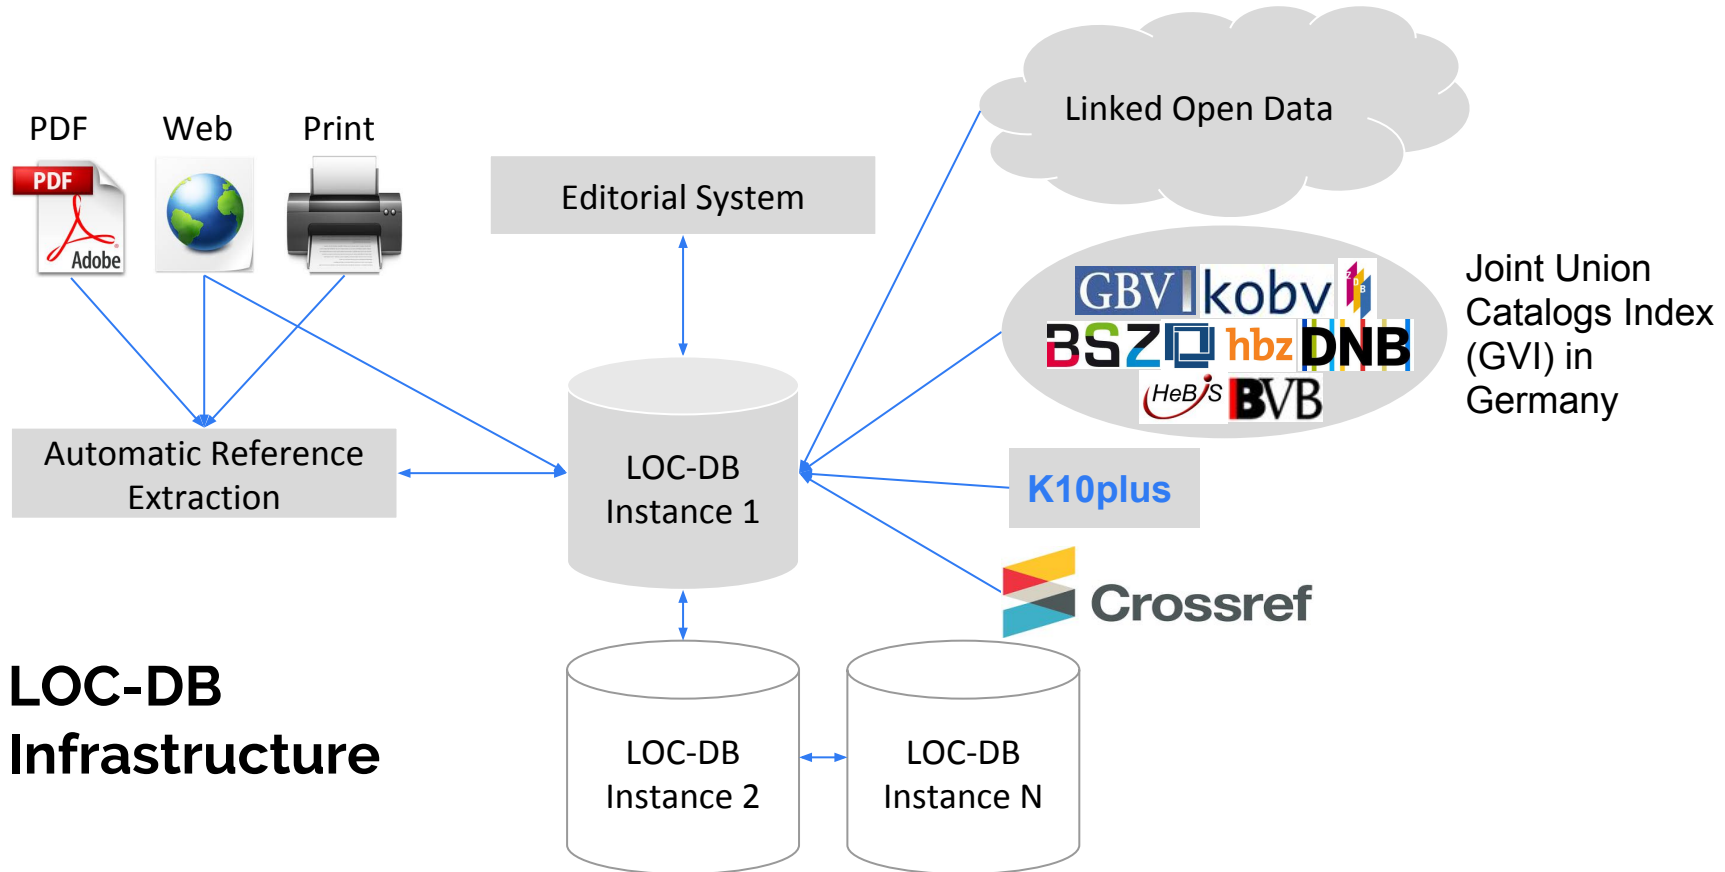 PDF
Web
Print
PDF
Adobe
Automatic Reference
Extraction
Editorial System
LOC-DB
Instance 1
LOC-DB
Instance 2
LOC-DB
Instance N
Linked Open Data
GBV kobv ZDB
BSZ hbz DNB
HeBIS BVB
Joint Union
Catalogs Index
(GVI) in
Germany
K10plus
Crossref
LOC-DB
Infrastructure